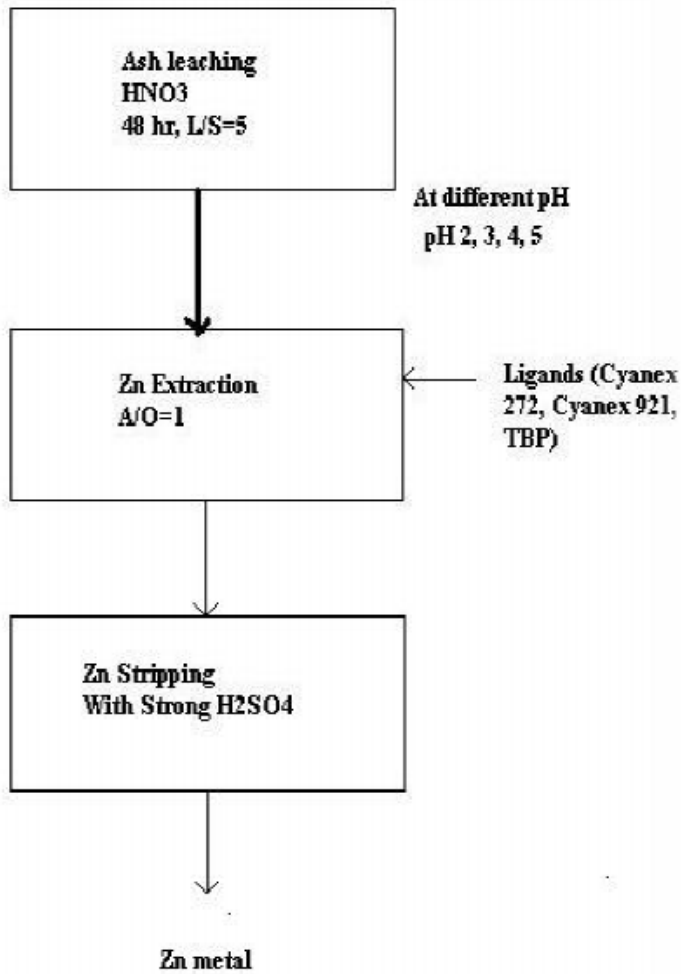 Ash leaching
HNO3
48 hr, L/S=5
At different pH
pH 2, 3, 4, 5
Zn Extraction
A/O=1
Ligands (Cyanex
272, Cyanex 921,
TBP)
Zn Stripping
With Strong H2SO4
Zn metal